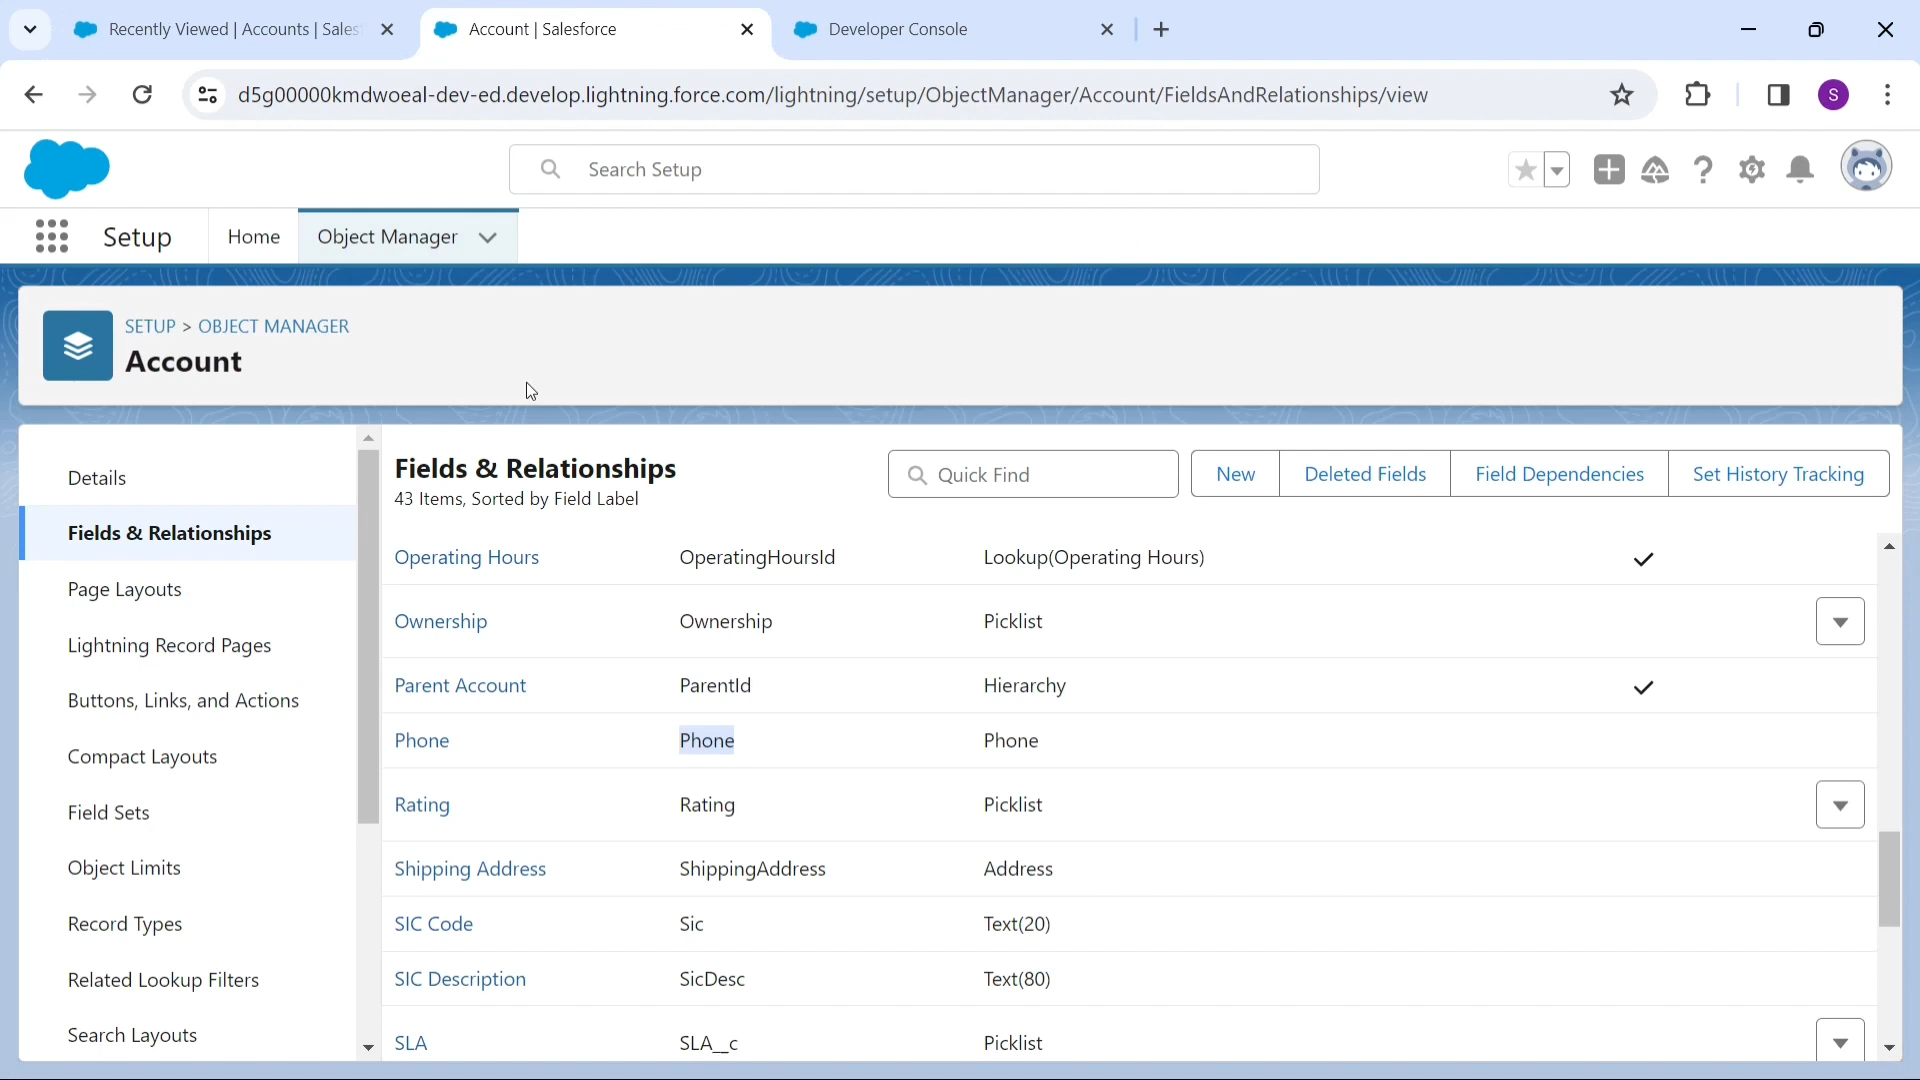 Recently Viewed | Accounts | Sales
Account | Salesforce
Developer Console
d5g00000kmdwoeal-dev-ed.develop.lightning.force.com/lightning/setup/ObjectManager/Account/FieldsAndRelationships/view
S
Search Setup
Setup
Home
Object Manager
SETUP > OBJECT MANAGER
Account
Details
Fields & Relationships
Page Layouts
Lightning Record Pages
Buttons, Links, and Actions
Compact Layouts
Field Sets
Object Limits
Record Types
Related Lookup Filters
Search Layouts
Fields & Relationships
43 Items, Sorted by Field Label
Quick Find
New
Deleted Fields
Field Dependencies
Set History Tracking
Operating Hours OperatingHoursId Lookup(Operating Hours)
Ownership Ownership Picklist
Parent Account ParentId Hierarchy
Phone Phone Phone
Rating Rating Picklist
Shipping Address ShippingAddress Address
SIC Code Sic Text(20)
SIC Description SicDesc Text(80)
SLA SLA__c Picklist